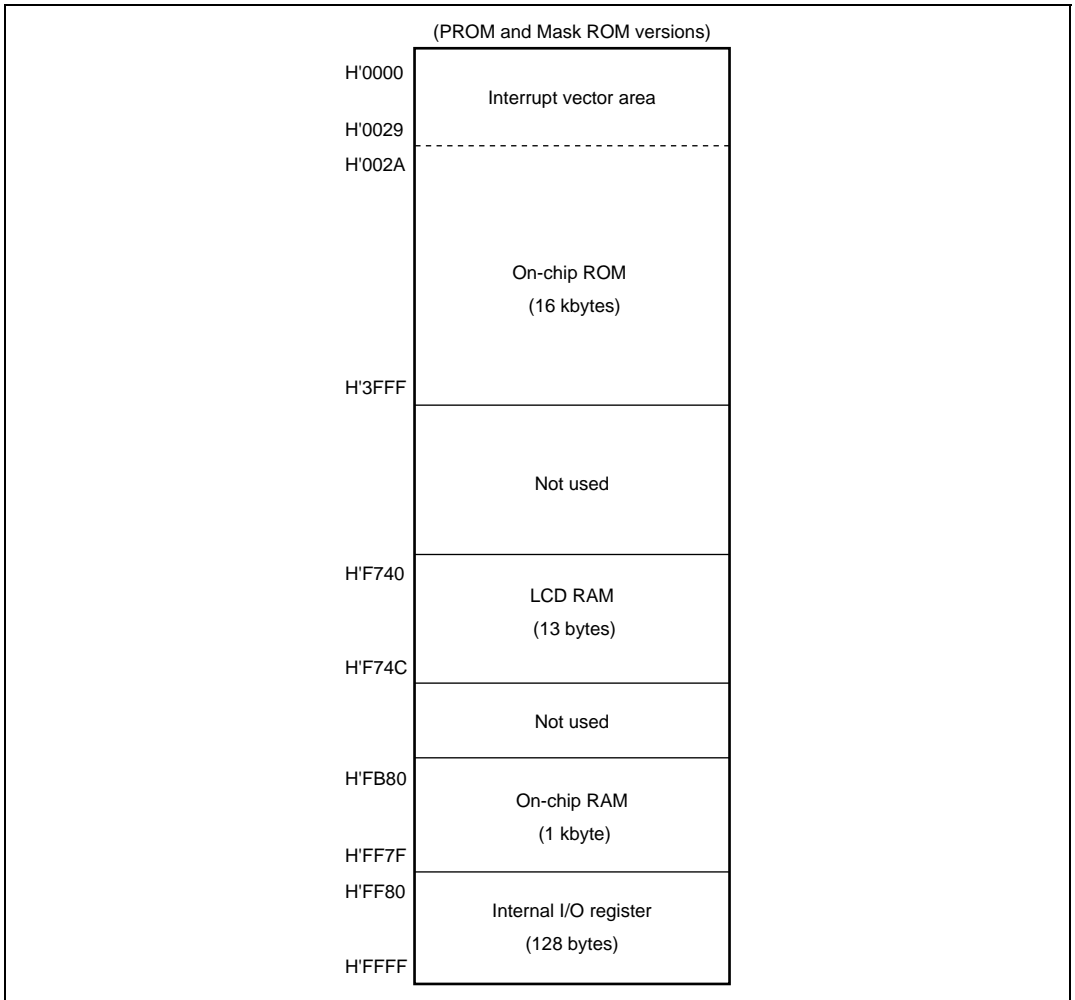 (PROM and Mask ROM versions)
H'0000
Interrupt vector area
H'0029
H'002A
On-chip ROM
(16 kbytes)
H'3FFF
Not used
H'F740
LCD RAM
(13 bytes)
H'F74C
Not used
H'FB80
On-chip RAM
(1 kbyte)
H'FF7F
H'FF80
Internal I/O register
(128 bytes)
H'FFFF